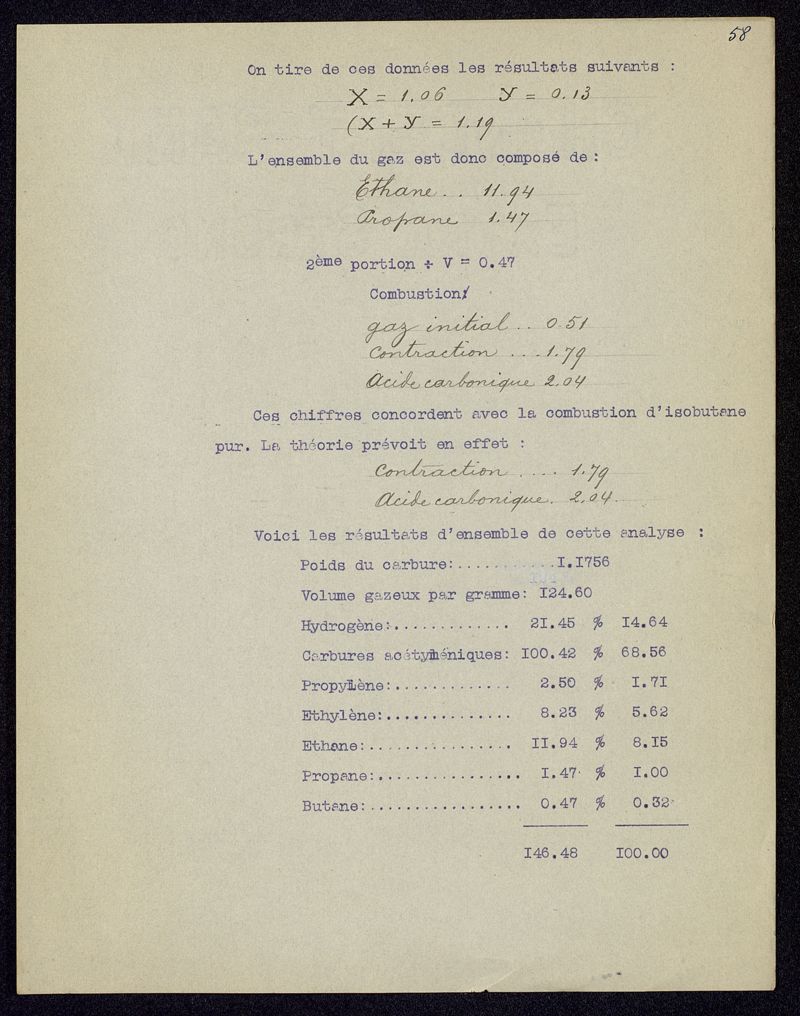 58
On tire de ces données les résultats suivants :
X = 1.06 Y = 0.13
(X + Y = 1.19
L'ensemble du gaz est donc composé de :
Ethane . . 11.94
Propane 1.47
2ème portion ÷ V = 0.47
Combustion
gaz initial . . 0.51
Contraction . . . 1.79
Acide carbonique 2.04
Ces chiffres concordent avec la combustion d'isobutane
pur. La théorie prévoit en effet :
Contraction . . . . 1.79
Acide carbonique. 2.04.
Voici les résultats d'ensemble de cette analyse :
Poids du carbure:...........I.I756
Volume gazeux par gramme: I24.60
Hydrogène:............. 2I.45 % I4.64
Carbures acétyléniques: I00.42 % 68.56
Propylène:............. 2.50 % I.7I
Ethylène:.............. 8.23 % 5.62
Ethane:................ II.94 % 8.I5
Propane:................ I.47 % I.00
Butane:................. 0.47 % 0.32
I46.48 I00.00